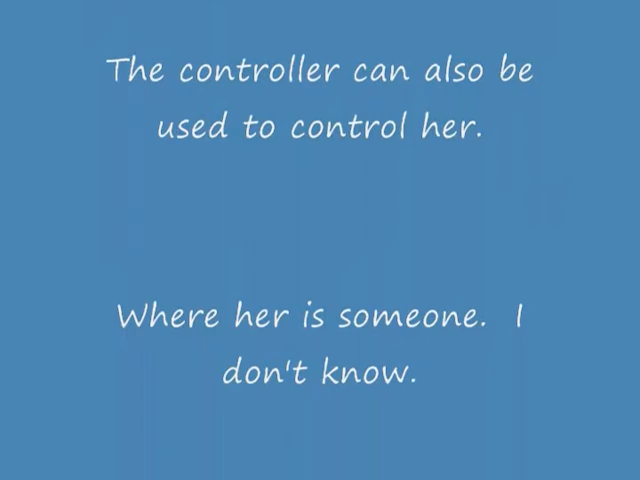 The controller can also be
used to control her.
Where her is someone.  I
don't know.